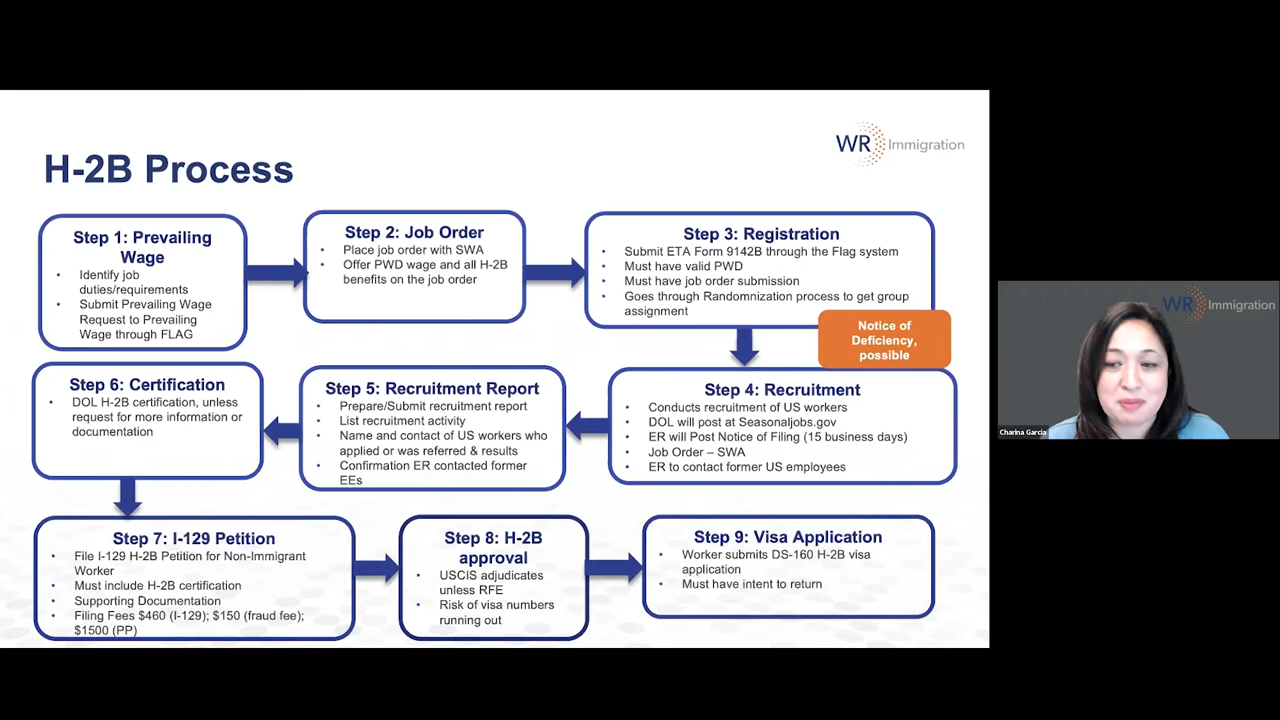 WR Immigration
H-2B Process
Step 1: Prevailing
Wage
• Identify job
duties/requirements
• Submit Prevailing Wage
Request to Prevailing
Wage through FLAG
Step 2: Job Order
• Place job order with SWA
• Offer PWD wage and all H-2B
benefits on the job order
Step 3: Registration
• Submit ETA Form 9142B through the Flag system
• Must have valid PWD
• Must have job order submission
• Goes through Randomnization process to get group
assignment
Notice of
Deficiency,
possible
Step 4: Recruitment
• Conducts recruitment of US workers
• DOL will post at Seasonaljobs.gov
• ER will Post Notice of Filing (15 business days)
• Job Order – SWA
• ER to contact former US employees
Step 5: Recruitment Report
• Prepare/Submit recruitment report
• List recruitment activity
• Name and contact of US workers who
applied or was referred & results
• Confirmation ER contacted former
EEs
Step 6: Certification
• DOL H-2B certification, unless
request for more information or
documentation
Step 7: I-129 Petition
• File I-129 H-2B Petition for Non-Immigrant
Worker
• Must include H-2B certification
• Supporting Documentation
• Filing Fees $460 (I-129); $150 (fraud fee);
$1500 (PP)
Step 8: H-2B
approval
• USCIS adjudicates
unless RFE
• Risk of visa numbers
running out
Step 9: Visa Application
• Worker submits DS-160 H-2B visa
application
• Must have intent to return
WR Immigration
Charina Garcia